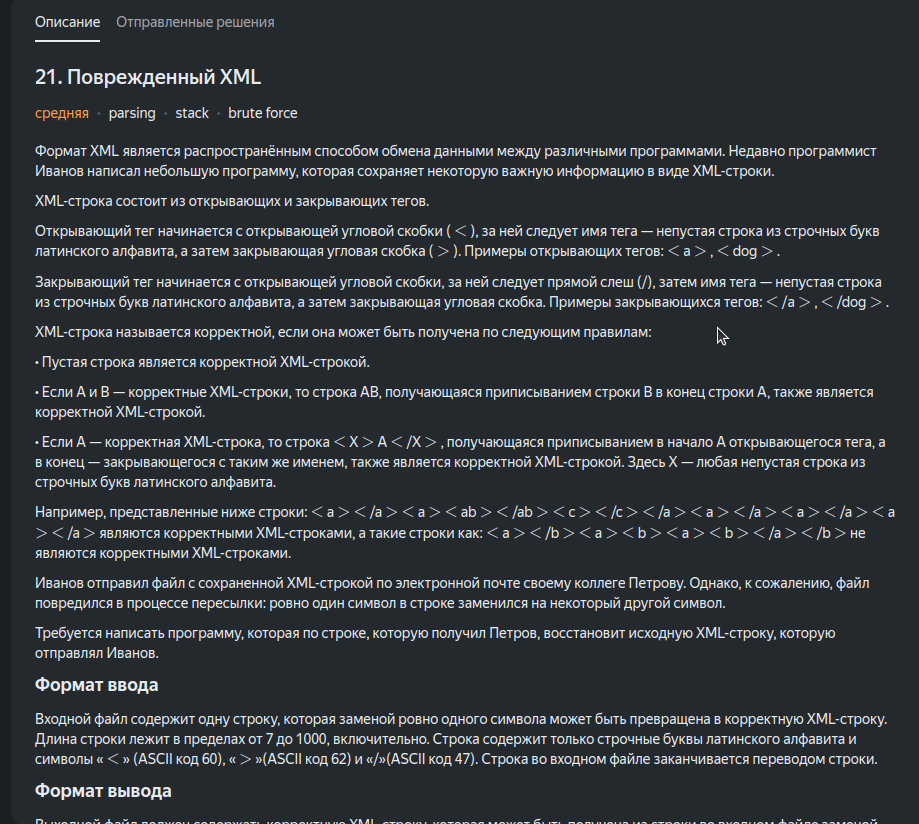 Описание Отправленные решения
21. Поврежденный XML
средняя • parsing • stack • brute force
Формат XML является распространённым способом обмена данными между различными программами. Недавно программист
Иванов написал небольшую программу, которая сохраняет некоторую важную информацию в виде XML-строки.
XML-строка состоит из открывающих и закрывающих тегов.
Открывающий тег начинается с открывающей угловой скобки ( < ), за ней следует имя тега — непустая строка из строчных букв
латинского алфавита, а затем закрывающая угловая скобка ( > ). Примеры открывающих тегов: < a > , < dog > .
Закрывающий тег начинается с открывающей угловой скобки, за ней следует прямой слеш (/), затем имя тега — непустая строка
из строчных букв латинского алфавита, а затем закрывающая угловая скобка. Примеры закрывающихся тегов: < /a > , < /dog > .
XML-строка называется корректной, если она может быть получена по следующим правилам:
• Пустая строка является корректной XML-строкой.
• Если A и B — корректные XML-строки, то строка AB, получающаяся приписыванием строки B в конец строки A, также является
корректной XML-строкой.
• Если A — корректная XML-строка, то строка < X > A < /X > , получающаяся приписыванием в начало A открывающегося тега, а
в конец — закрывающегося с таким же именем, также является корректной XML-строкой. Здесь X — любая непустая строка из
строчных букв латинского алфавита.
Например, представленные ниже строки: < a > < /a > < a > < ab > < /ab > < c > < /c > < /a > < a > < /a > < a > < /a > < a
> < /a > являются корректными XML-строками, а такие строки как: < a > < /b > < a > < b > < a > < b > < /a > < /b > не
являются корректными XML-строками.
Иванов отправил файл с сохраненной XML-строкой по электронной почте своему коллеге Петрову. Однако, к сожалению, файл
повредился в процессе пересылки: ровно один символ в строке заменился на некоторый другой символ.
Требуется написать программу, которая по строке, которую получил Петров, восстановит исходную XML-строку, которую
отправлял Иванов.
Формат ввода
Входной файл содержит одну строку, которая заменой ровно одного символа может быть превращена в корректную XML-строку.
Длина строки лежит в пределах от 7 до 1000, включительно. Строка содержит только строчные буквы латинского алфавита и
символы « < » (ASCII код 60), « > »(ASCII код 62) и «/»(ASCII код 47). Строка во входном файле заканчивается переводом строки.
Формат вывода